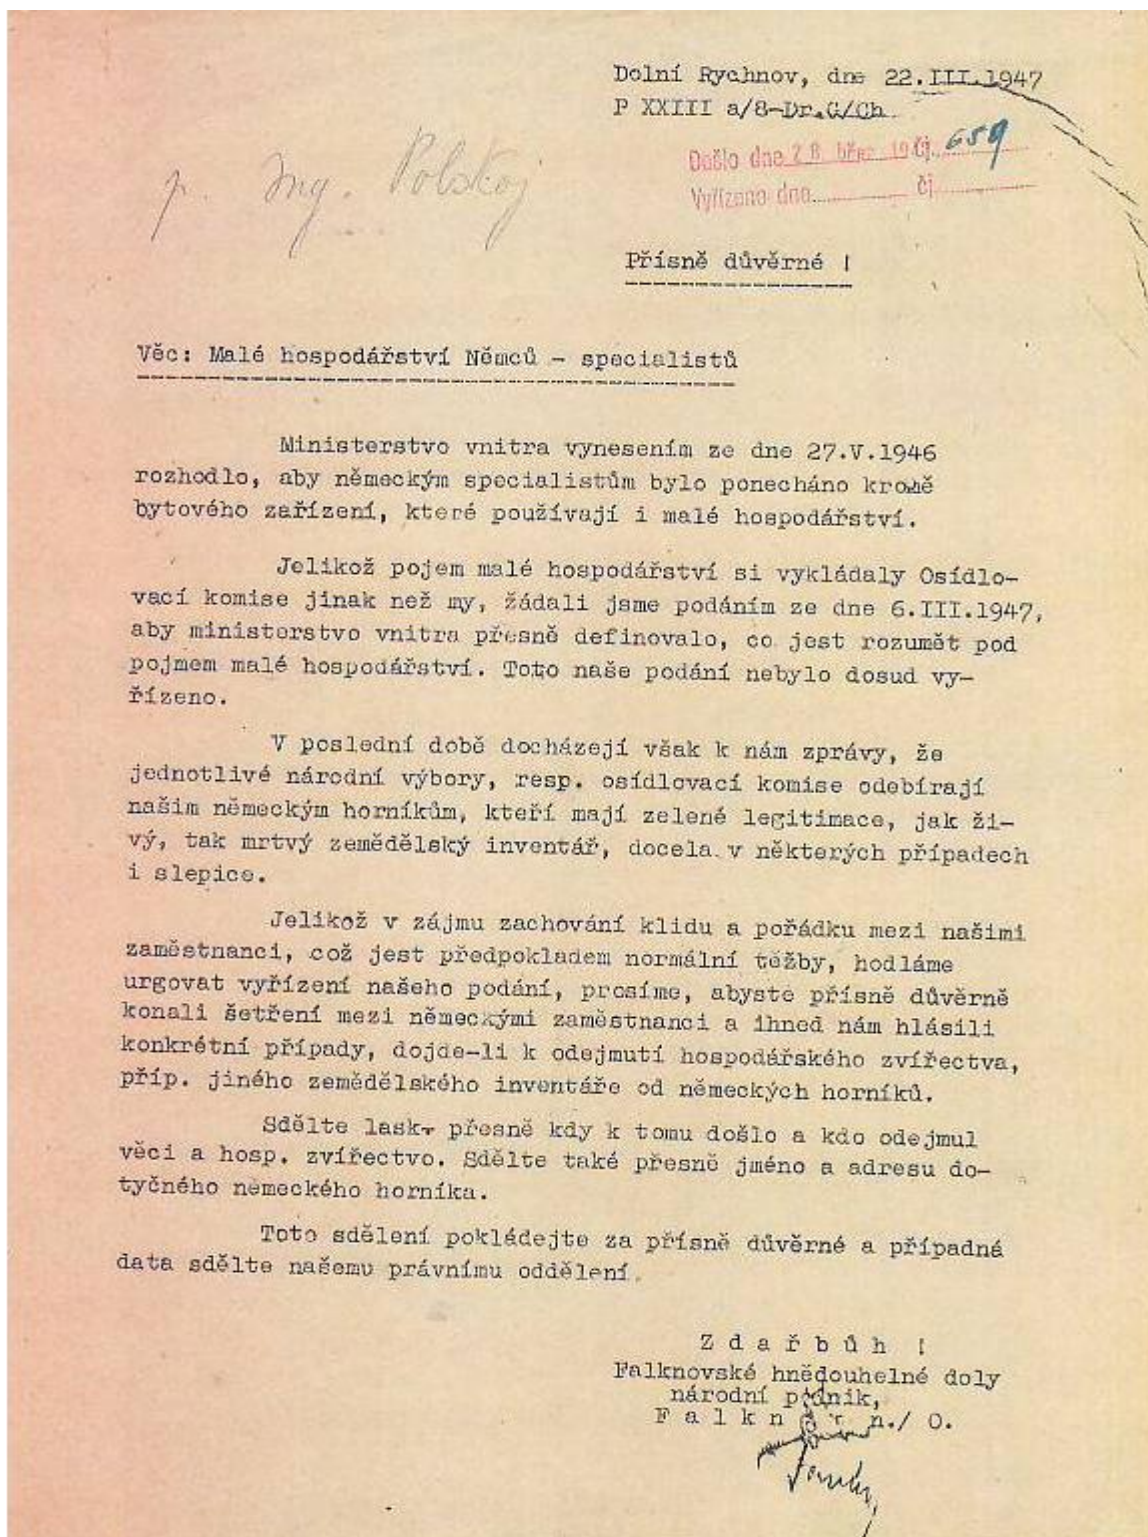 Dolní Rychnov, dne 22.III.1947
P XXIII a/8-Dr.G/Ch
Došlo dne 28 břez 194 čj. 659
Vyřízeno dne čj
p. Ing. Polskoj
Přísně důvěrné !
Věc: Malé hospodářství Němců - specialistů
Ministerstvo vnitra vynesením ze dne 27.V.1946
rozhodlo, aby německým specialistům bylo ponecháno kromě
bytového zařízení, které používají i malé hospodářství.
Jelikož pojem malé hospodářství si vykládaly Osídlo-
vací komise jinak než my, žádali jsme podáním ze dne 6.III.1947,
aby ministerstvo vnitra přesně definovalo, co jest rozumět pod
pojmem malé hospodářství. Toto naše podání nebylo dosud vy-
řízeno.
V poslední době docházejí však k nám zprávy, že
jednotlivé národní výbory, resp. osídlovací komise odebírají
našim německým horníkům, kteří mají zelené legitimace, jak ži-
vý, tak mrtvý zemědělský inventář, docela v některých případech
i slepice.
Jelikož v zájmu zachování klidu a pořádku mezi našimi
zaměstnanci, což jest předpokladem normální těžby, hodláme
urgovat vyřízení našeho podání, prosíme, abyste přísně důvěrně
konali šetření mezi německými zaměstnanci a ihned nám hlásili
konkrétní případy, dojde-li k odejmutí hospodářského zvířectva,
příp. jiného zemědělského inventáře od německých horníků.
Sdělte lask. přesně kdy k tomu došlo a kdo odejmul
věci a hosp. zvířectvo. Sdělte také přesně jméno a adresu do-
tyčného německého horníka.
Toto sdělení pokládejte za přísně důvěrné a případná
data sdělte našemu právnímu oddělení.
Z d a ř b ů h !
Falknovské hnědouhelné doly
národní podnik,
F a l k n o v n./ O.